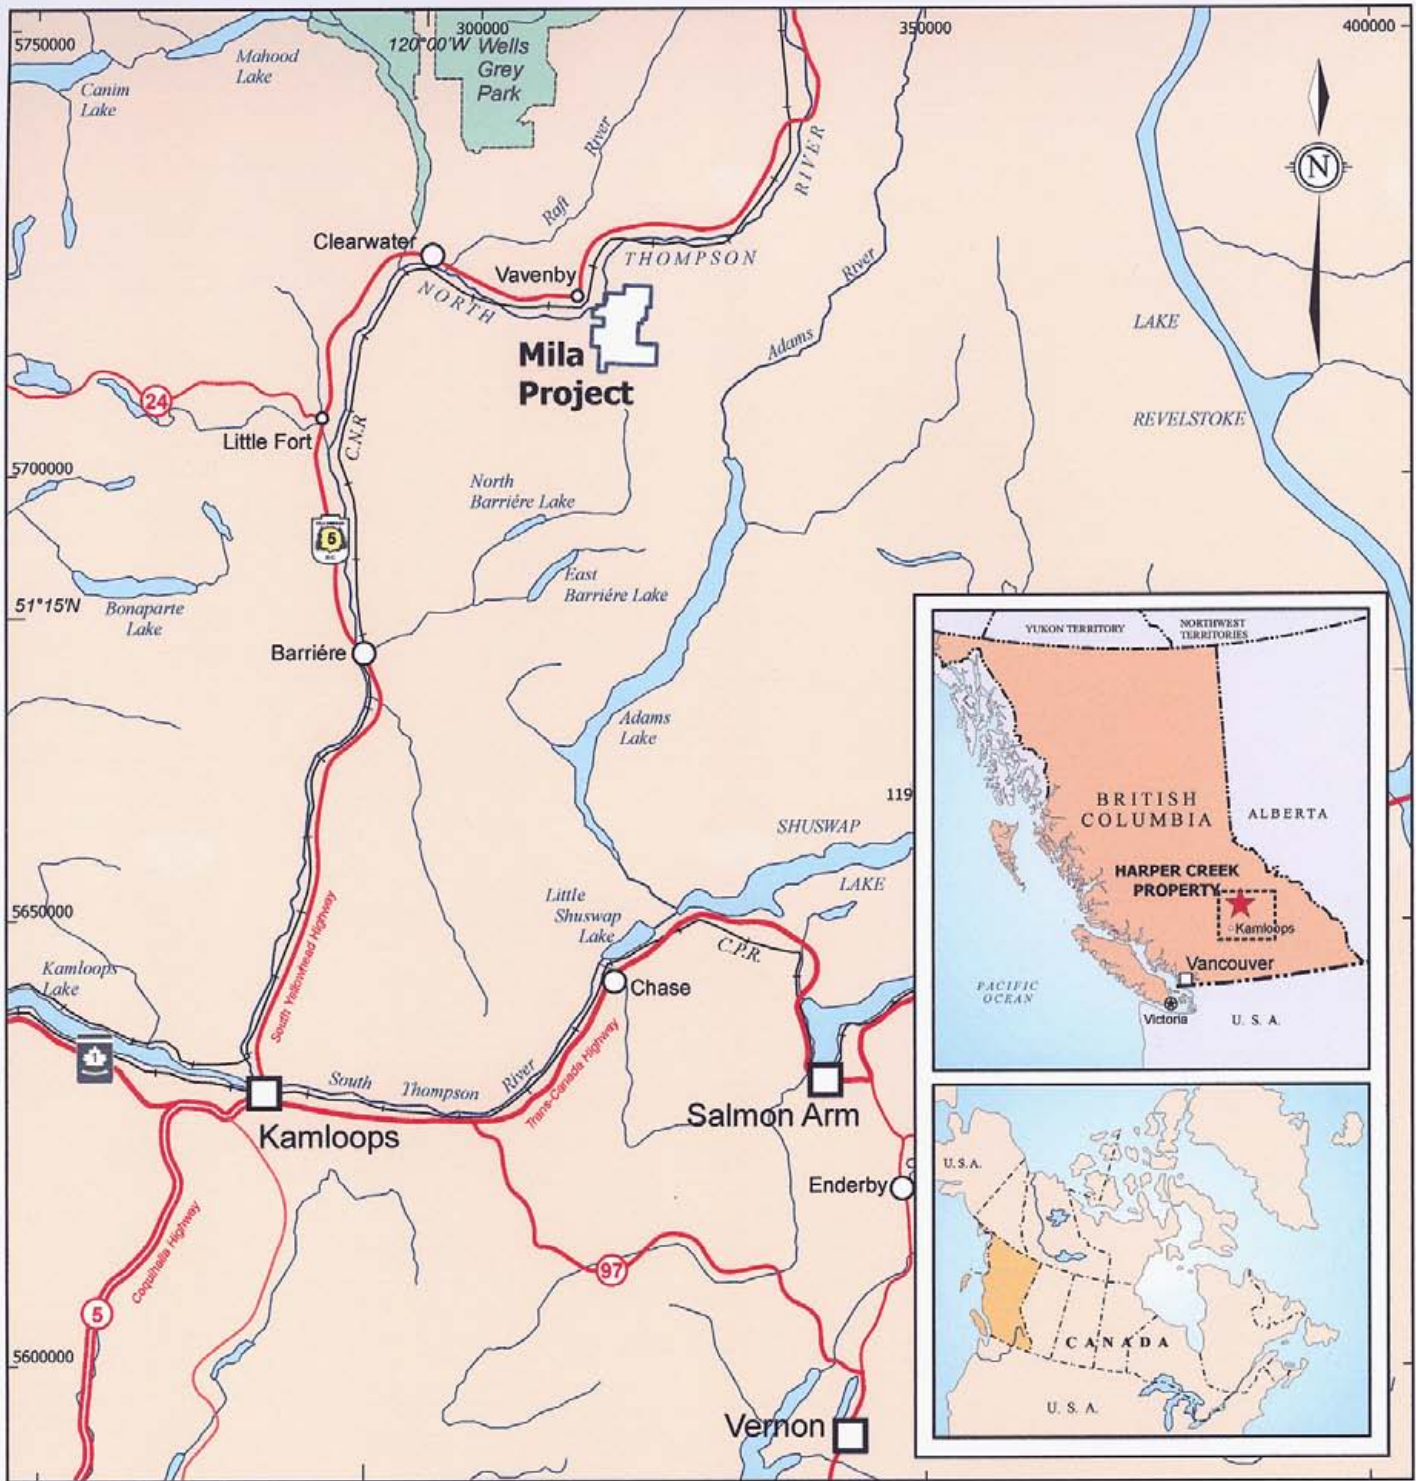 5750000
300000
350000
400000
120°00'W
Wells
Grey
Park
Mahood
Lake
Canim
Lake
River
Raft
RIVER
N
Clearwater
Vavenby
THOMPSON
River
NORTH
Adams
LAKE
Mila
Project
24
REVELSTOKE
Little Fort
C.N.R
5700000
North
Barriére Lake
5
East
Barriére Lake
51°15'N
Bonaparte
Lake
Barriére
Adams
Lake
119
SHUSWAP
LAKE
Little
Shuswap
Lake
5650000
C.P.R.
Kamloops
Lake
South Yellowhead Highway
Chase
1
South
Thompson
River
Trans-Canada Highway
Kamloops
Salmon Arm
Enderby
Coquihalla Highway
97
5
5600000
Vernon
YUKON TERRITORY
NORTHWEST
TERRITORIES
BRITISH
COLUMBIA
ALBERTA
HARPER CREEK
PROPERTY
Kamloops
Vancouver
PACIFIC
OCEAN
Victoria
U. S. A.
U.S.A.
CANADA
U. S. A.